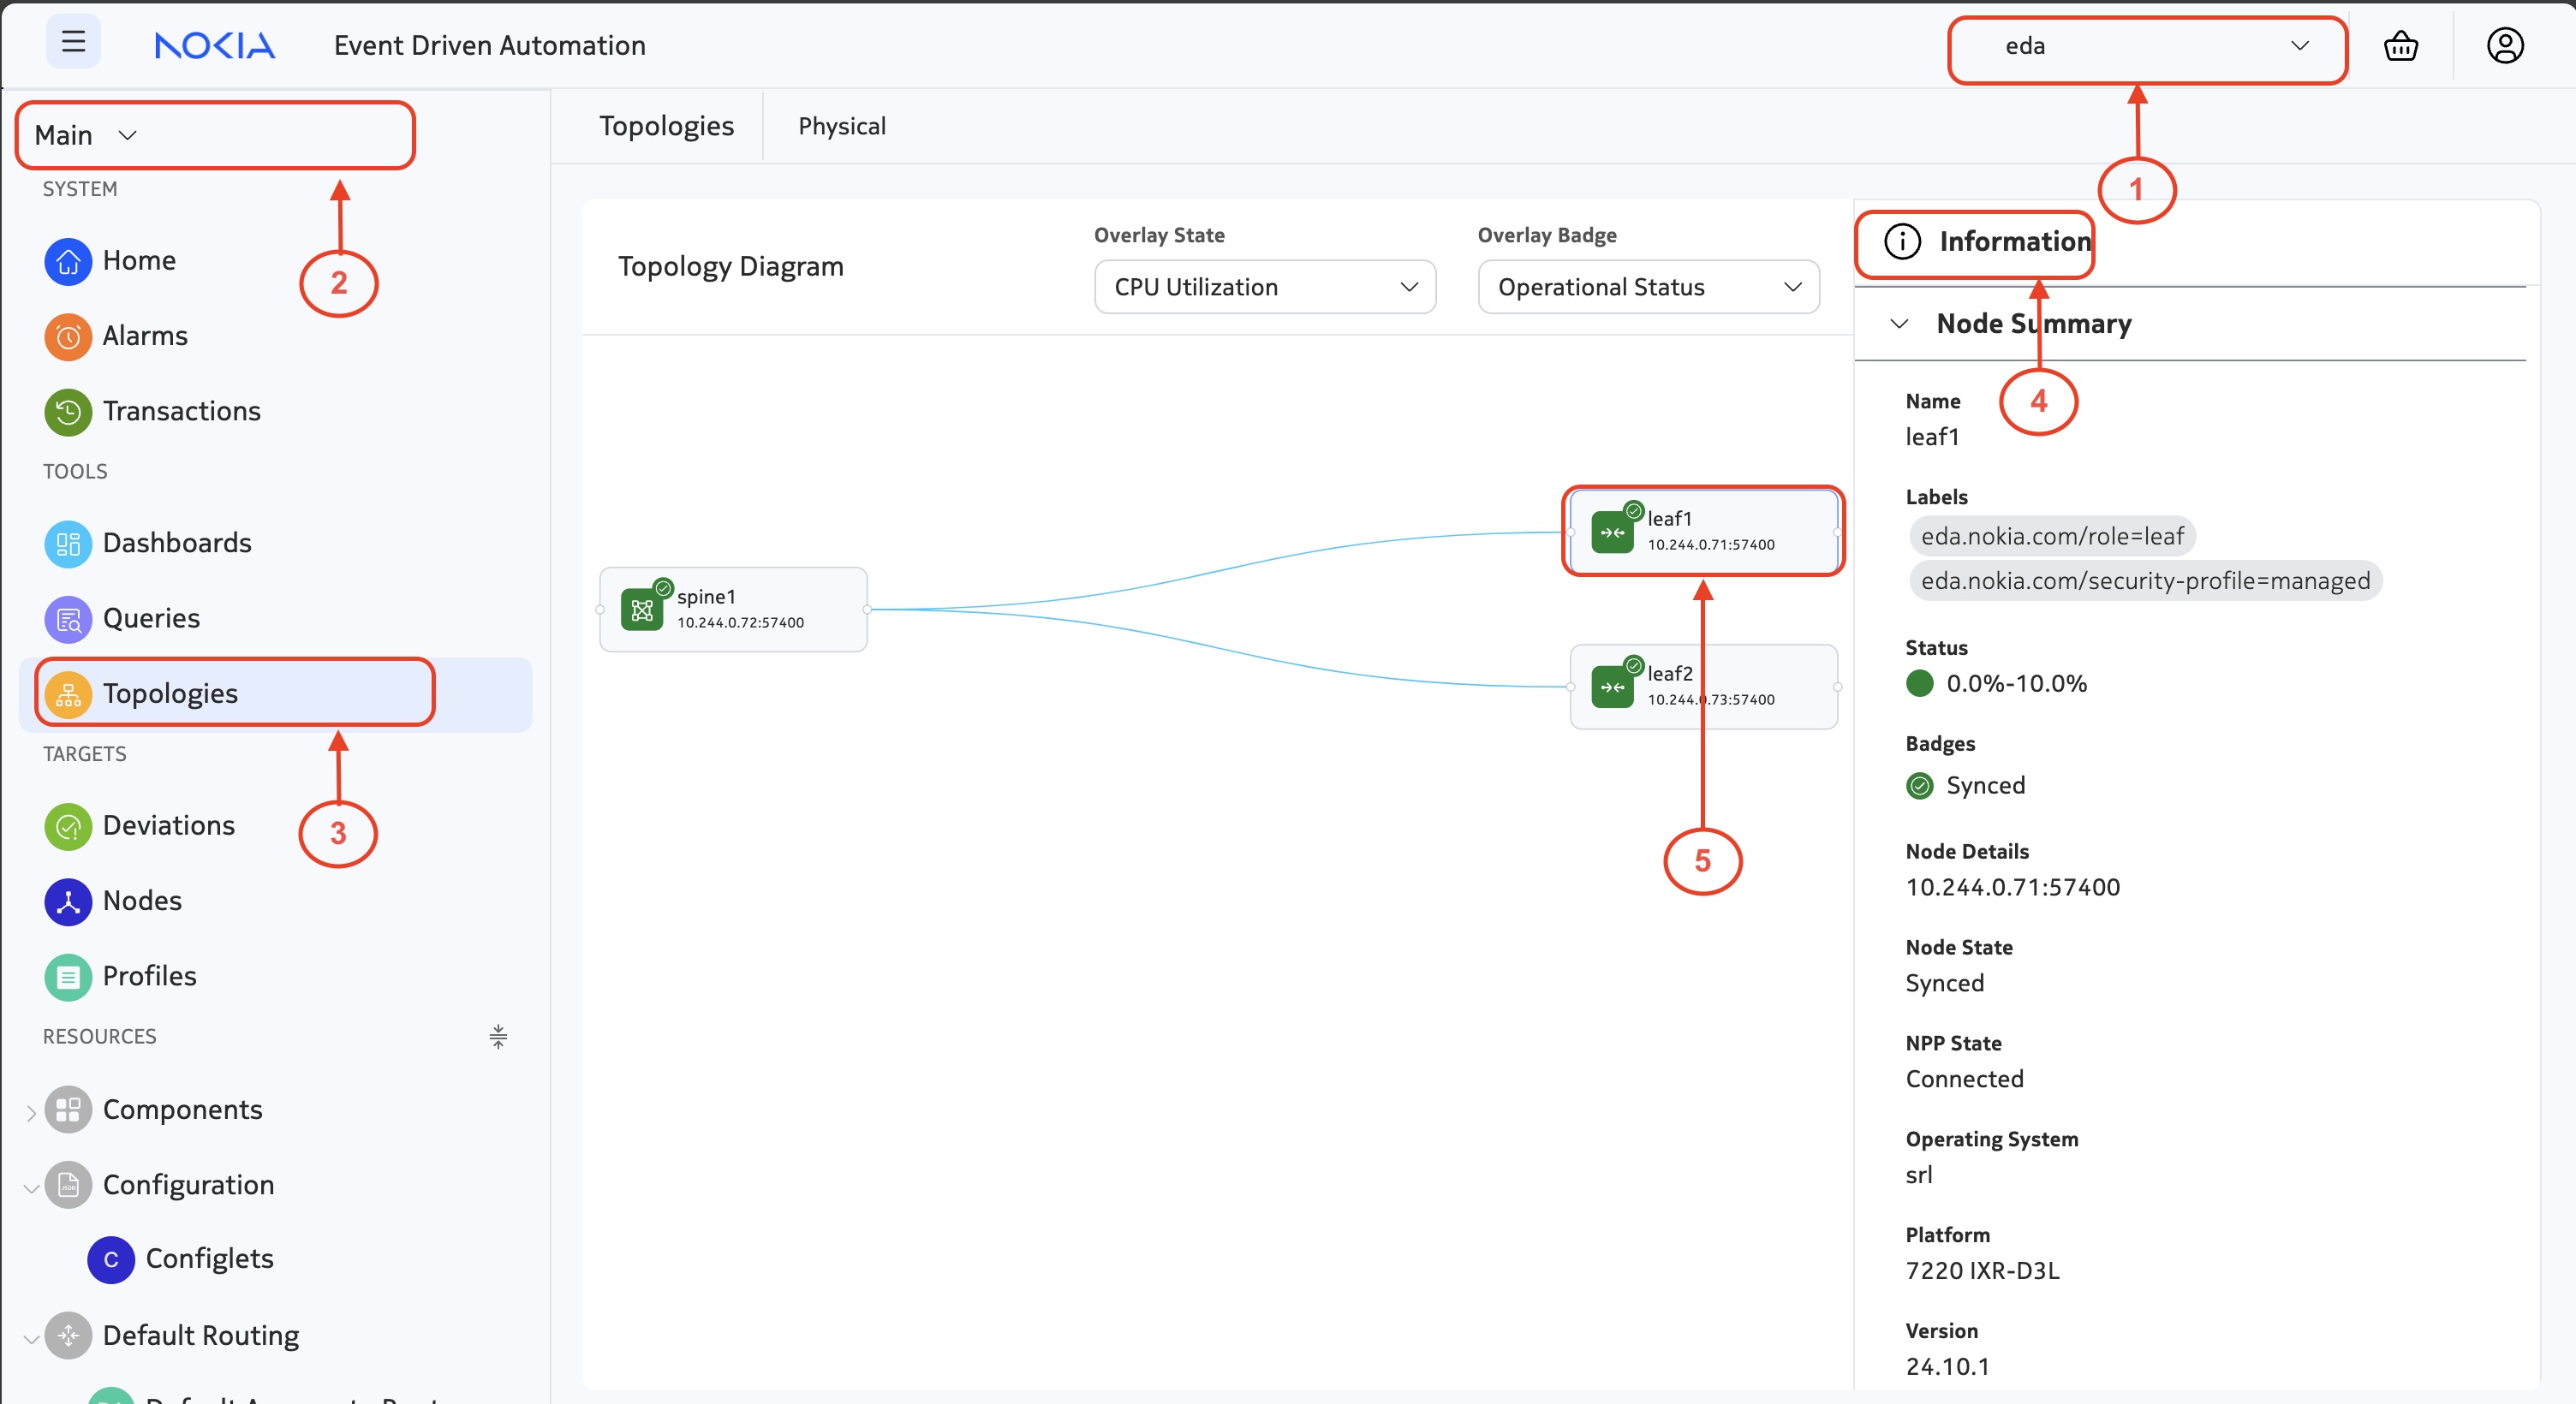 NOKIA
Event Driven Automation
eda
1
Main
2
SYSTEM
Home
Alarms
Transactions
TOOLS
Dashboards
Queries
Topologies
3
TARGETS
Deviations
Nodes
Profiles
RESOURCES
Components
Configuration
C
Configlets
Default Routing
Topologies
Physical
Topology Diagram
Overlay State
CPU Utilization
Overlay Badge
Operational Status
spine1
10.244.0.72:57400
leaf1
10.244.0.71:57400
leaf2
10.244.0.73:57400
5
Information
4
Node Summary
Name
leaf1
Labels
eda.nokia.com/role=leaf
eda.nokia.com/security-profile=managed
Status
0.0%-10.0%
Badges
Synced
Node Details
10.244.0.71:57400
Node State
Synced
NPP State
Connected
Operating System
srl
Platform
7220 IXR-D3L
Version
24.10.1